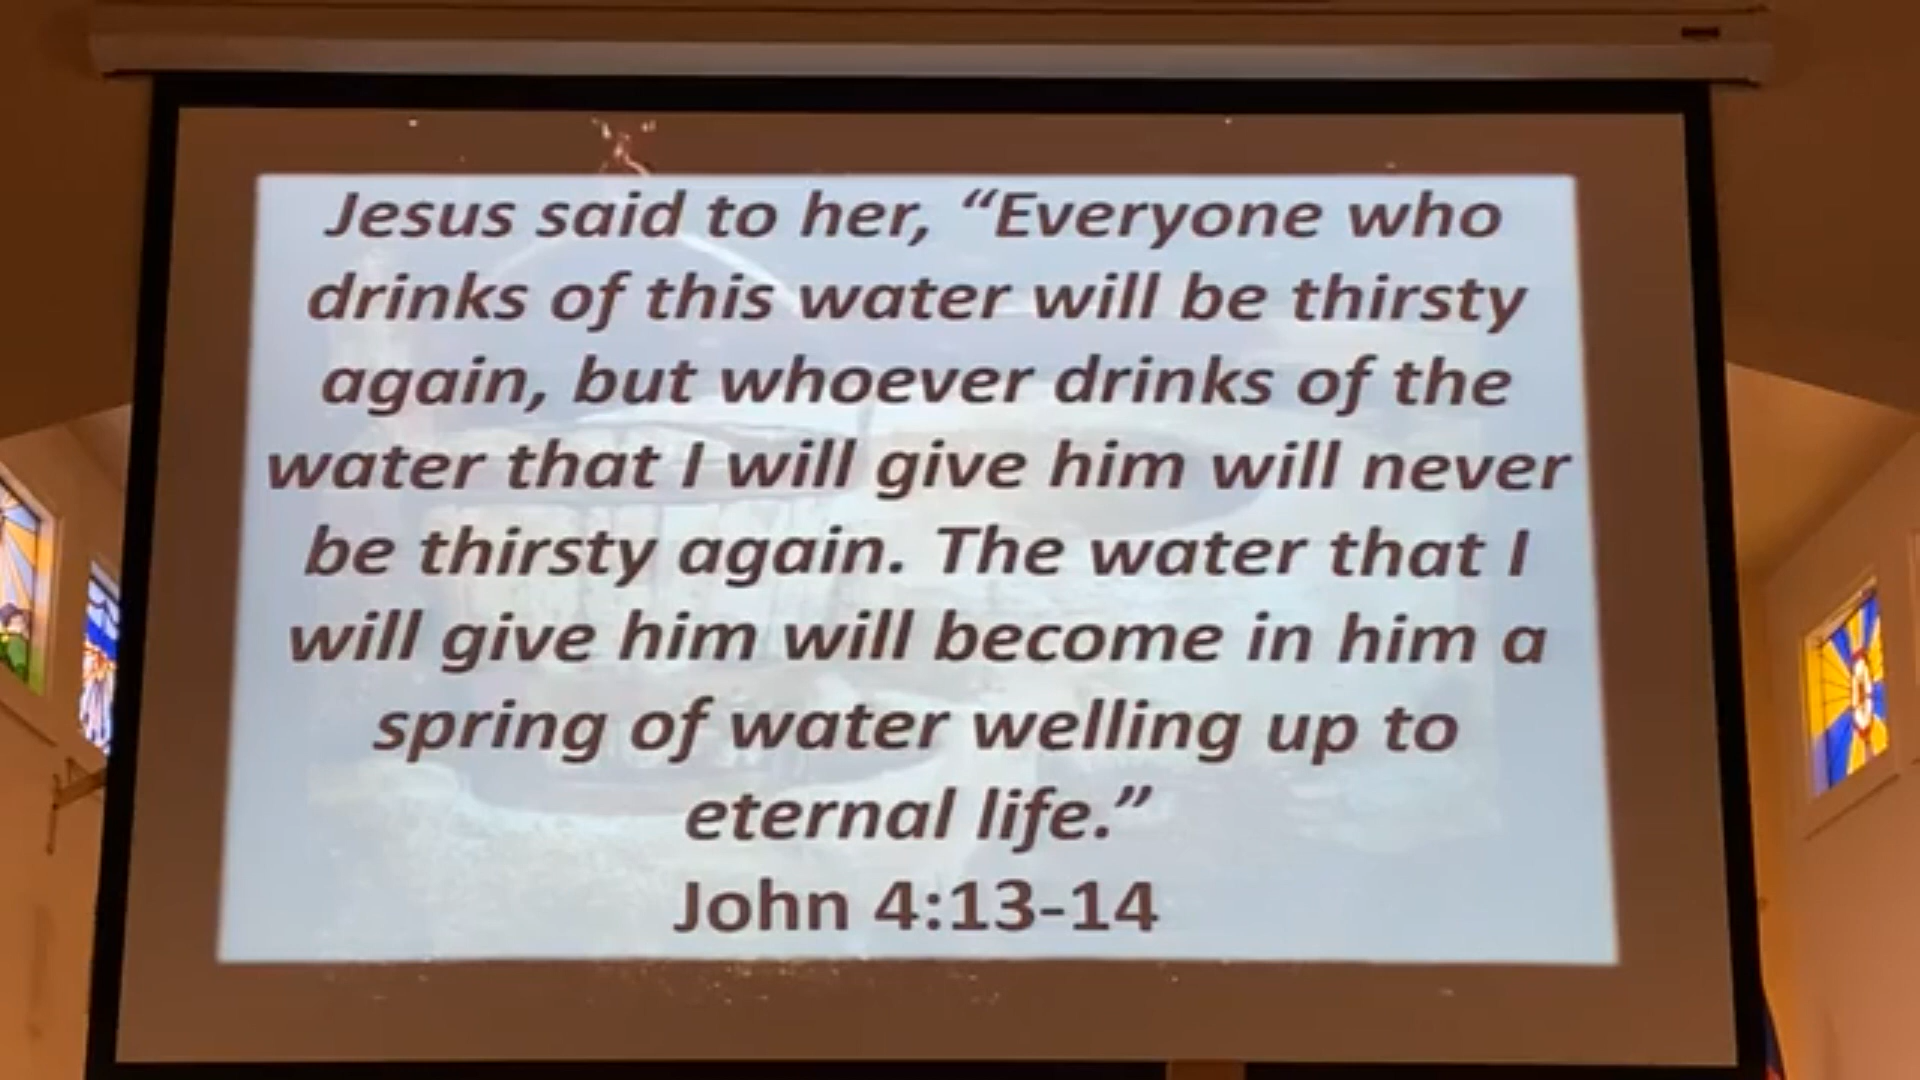 Jesus said to her, “Everyone who
drinks of this water will be thirsty
again, but whoever drinks of the
water that I will give him will never
be thirsty again. The water that I
will give him will become in him a
spring of water welling up to
eternal life.”
John 4:13-14